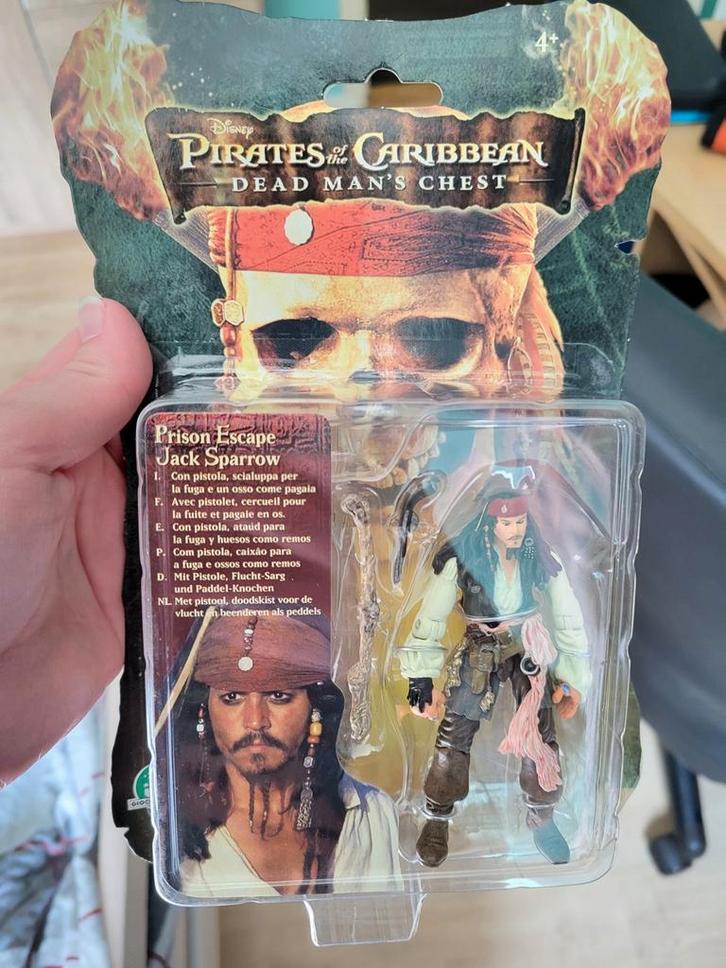 4+
Disney
PIRATES of the CARIBBEAN
DEAD MAN'S CHEST
Prison Escape
Jack Sparrow
I. Con pistola, scialuppa per
la fuga e un osso come pagaia
F. Avec pistolet, cercueil pour
la fuite et pagaie en os.
E. Con pistola, ataúd para
la fuga y huesos como remos
P. Com pistola, caixão para
a fuga e ossos como remos
D. Mit Pistole, Flucht-Sarg
und Paddel-Knochen
NL. Met pistool, doodskist voor de
vlucht en beenderen als peddels